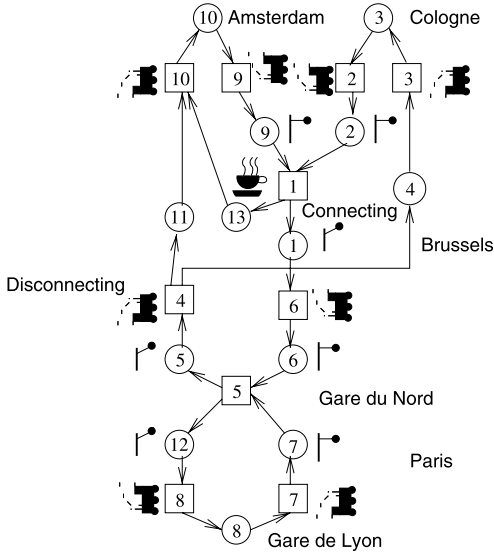 10 Amsterdam 3 Cologne
10 9 2 3
9 2
1 4
11 13 Connecting
1 Brussels
Disconnecting 4 6
5 6
5 Gare du Nord
12 7 Paris
8 7
8 Gare de Lyon